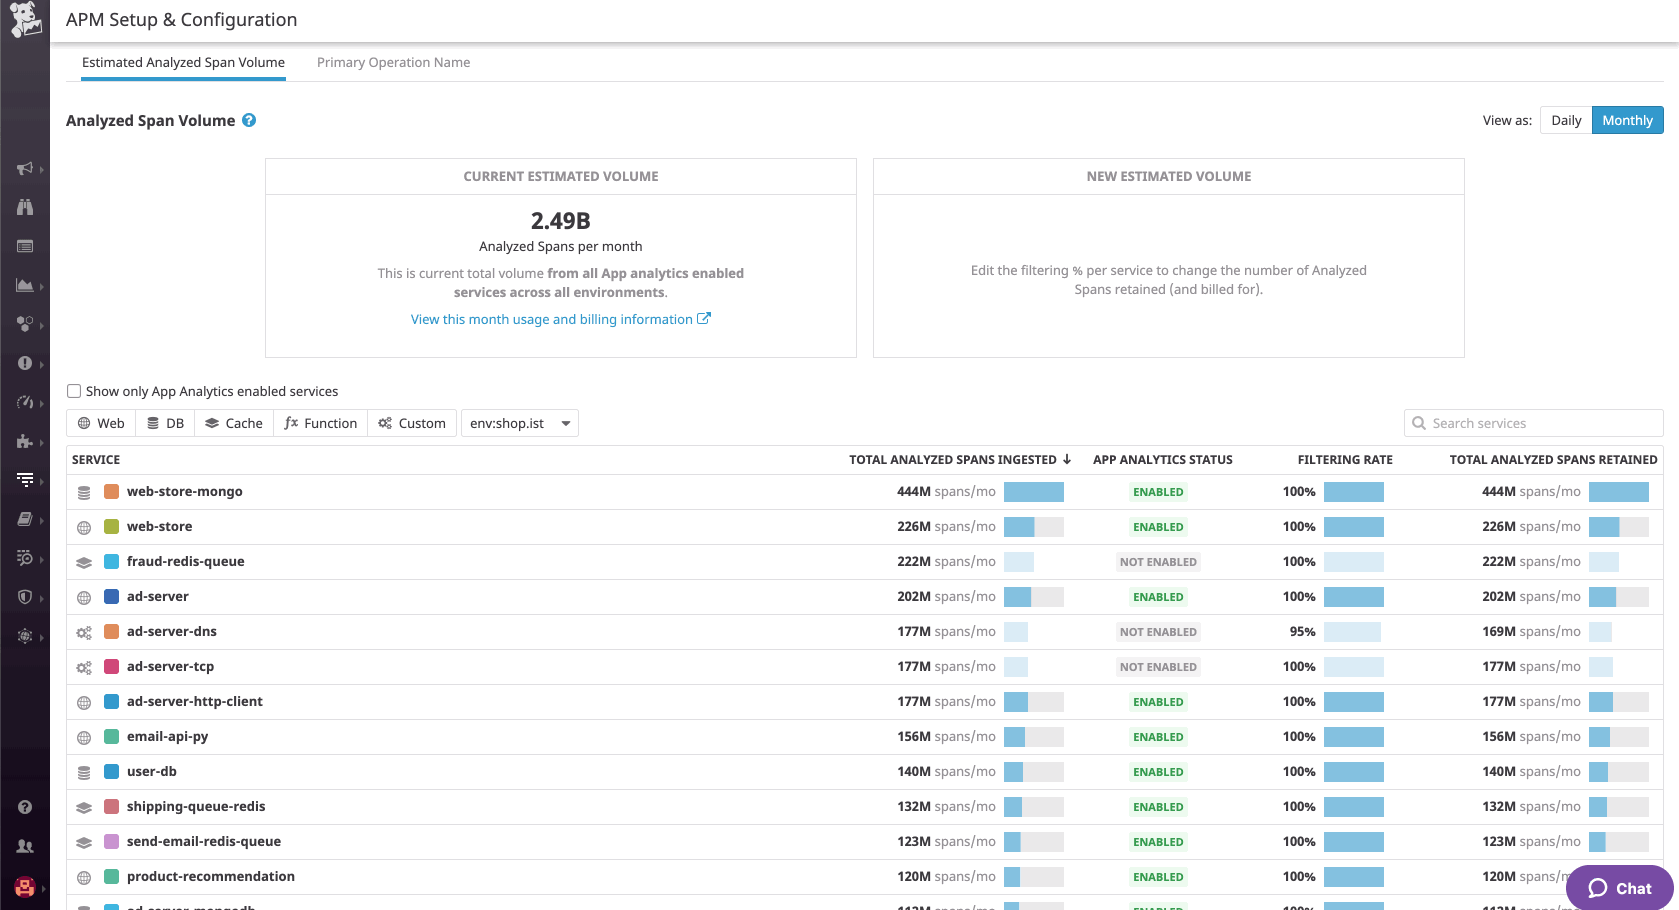 APM Setup & Configuration
Estimated Analyzed Span Volume Primary Operation Name
Analyzed Span Volume ?
View as: Daily Monthly
CURRENT ESTIMATED VOLUME
2.49B
Analyzed Spans per month
This is current total volume from all App analytics enabled
services across all environments.
View this month usage and billing information
NEW ESTIMATED VOLUME
Edit the filtering % per service to change the number of Analyzed
Spans retained (and billed for).
Show only App Analytics enabled services
Web DB Cache fx Function Custom env:shop.ist Search services
SERVICE TOTAL ANALYZED SPANS INGESTED ↓ APP ANALYTICS STATUS FILTERING RATE TOTAL ANALYZED SPANS RETAINED
web-store-mongo 444M spans/mo ENABLED 100% 444M spans/mo
web-store 226M spans/mo ENABLED 100% 226M spans/mo
fraud-redis-queue 222M spans/mo NOT ENABLED 100% 222M spans/mo
ad-server 202M spans/mo ENABLED 100% 202M spans/mo
ad-server-dns 177M spans/mo NOT ENABLED 95% 169M spans/mo
ad-server-tcp 177M spans/mo NOT ENABLED 100% 177M spans/mo
ad-server-http-client 177M spans/mo ENABLED 100% 177M spans/mo
email-api-py 156M spans/mo ENABLED 100% 156M spans/mo
user-db 140M spans/mo ENABLED 100% 140M spans/mo
shipping-queue-redis 132M spans/mo ENABLED 100% 132M spans/mo
send-email-redis-queue 123M spans/mo ENABLED 100% 123M spans/mo
product-recommendation 120M spans/mo ENABLED 100% 120M
Chat